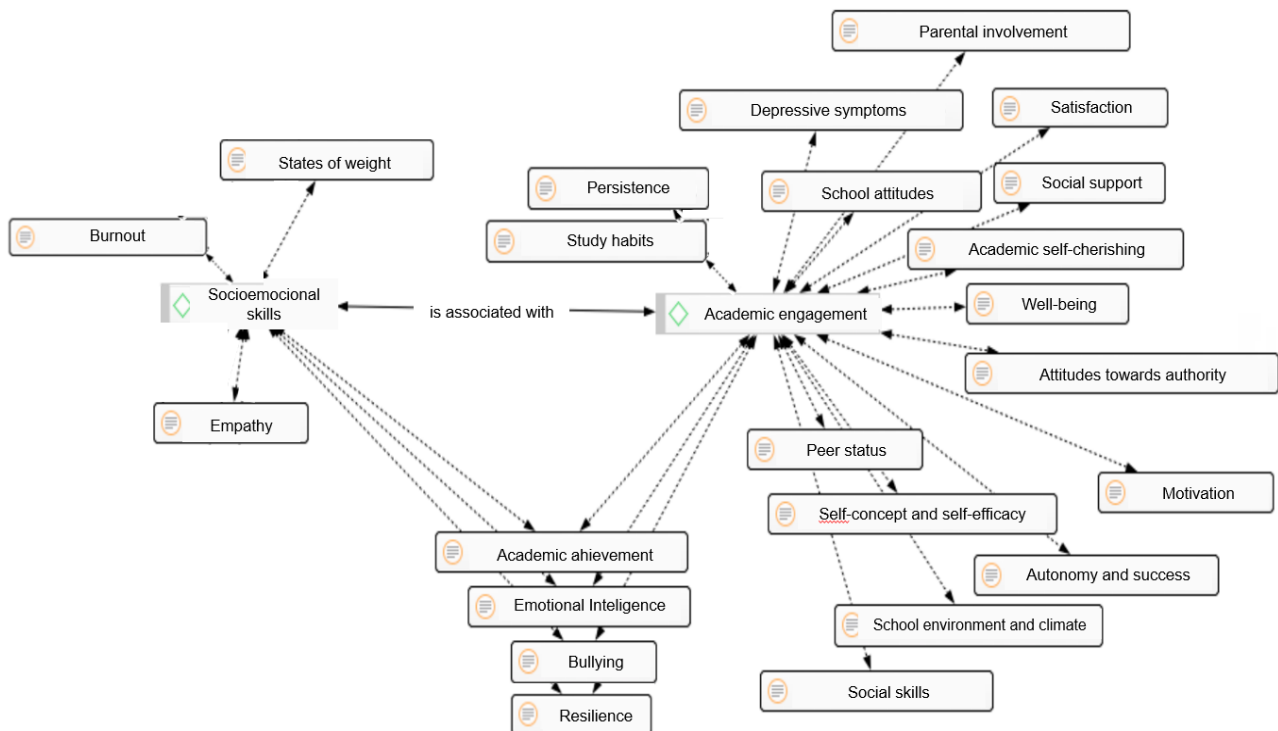 Parental involvement
Depressive symptoms
Satisfaction
States of weight
Persistence
School attitudes
Social support
Burnout
Study habits
Academic self-cherishing
Socioemocional
skills
is associated with
Academic engagement
Well-being
Attitudes towards authority
Empathy
Peer status
Motivation
Self-concept and self-efficacy
Academic ahievement
Autonomy and success
Emotional Inteligence
School environment and climate
Bullying
Social skills
Resilience